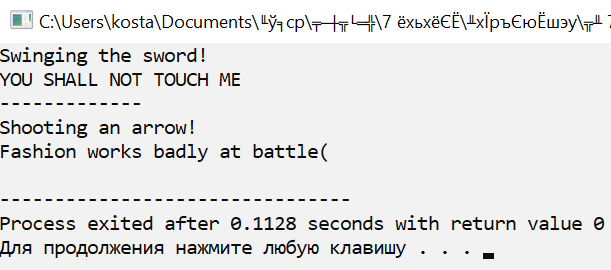 C:\Users\kosta\Documents\╙ў╕ср\╤─╫╥╙╬\7 ёхьхёЄЁ\╨хЇръЄюЁшэу\╥╨ 7
Swinging the sword!
YOU SHALL NOT TOUCH ME
-------------
Shooting an arrow!
Fashion works badly at battle(
--------------------------------
Process exited after 0.1128 seconds with return value 0
Для продолжения нажмите любую клавишу . . .